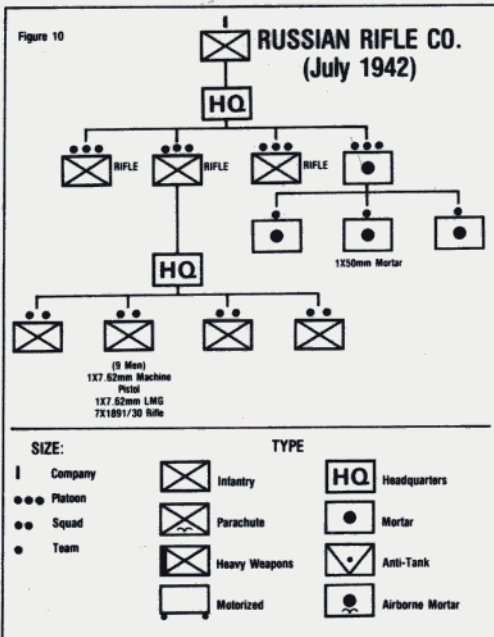 Figure 10
RUSSIAN RIFLE CO.
(July 1942)
HQ
RIFLE
RIFLE
RIFLE
1X50mm Mortar
HQ
(9 Men)
1X7.62mm Machine
Pistol
1X7.62mm LMG
7X1891/30 Rifle
SIZE:
Company
Platoon
Squad
Team
TYPE
Infantry
Parachute
Heavy Weapons
Motorized
HQ Headquarters
Mortar
Anti-Tank
Airborne Mortar